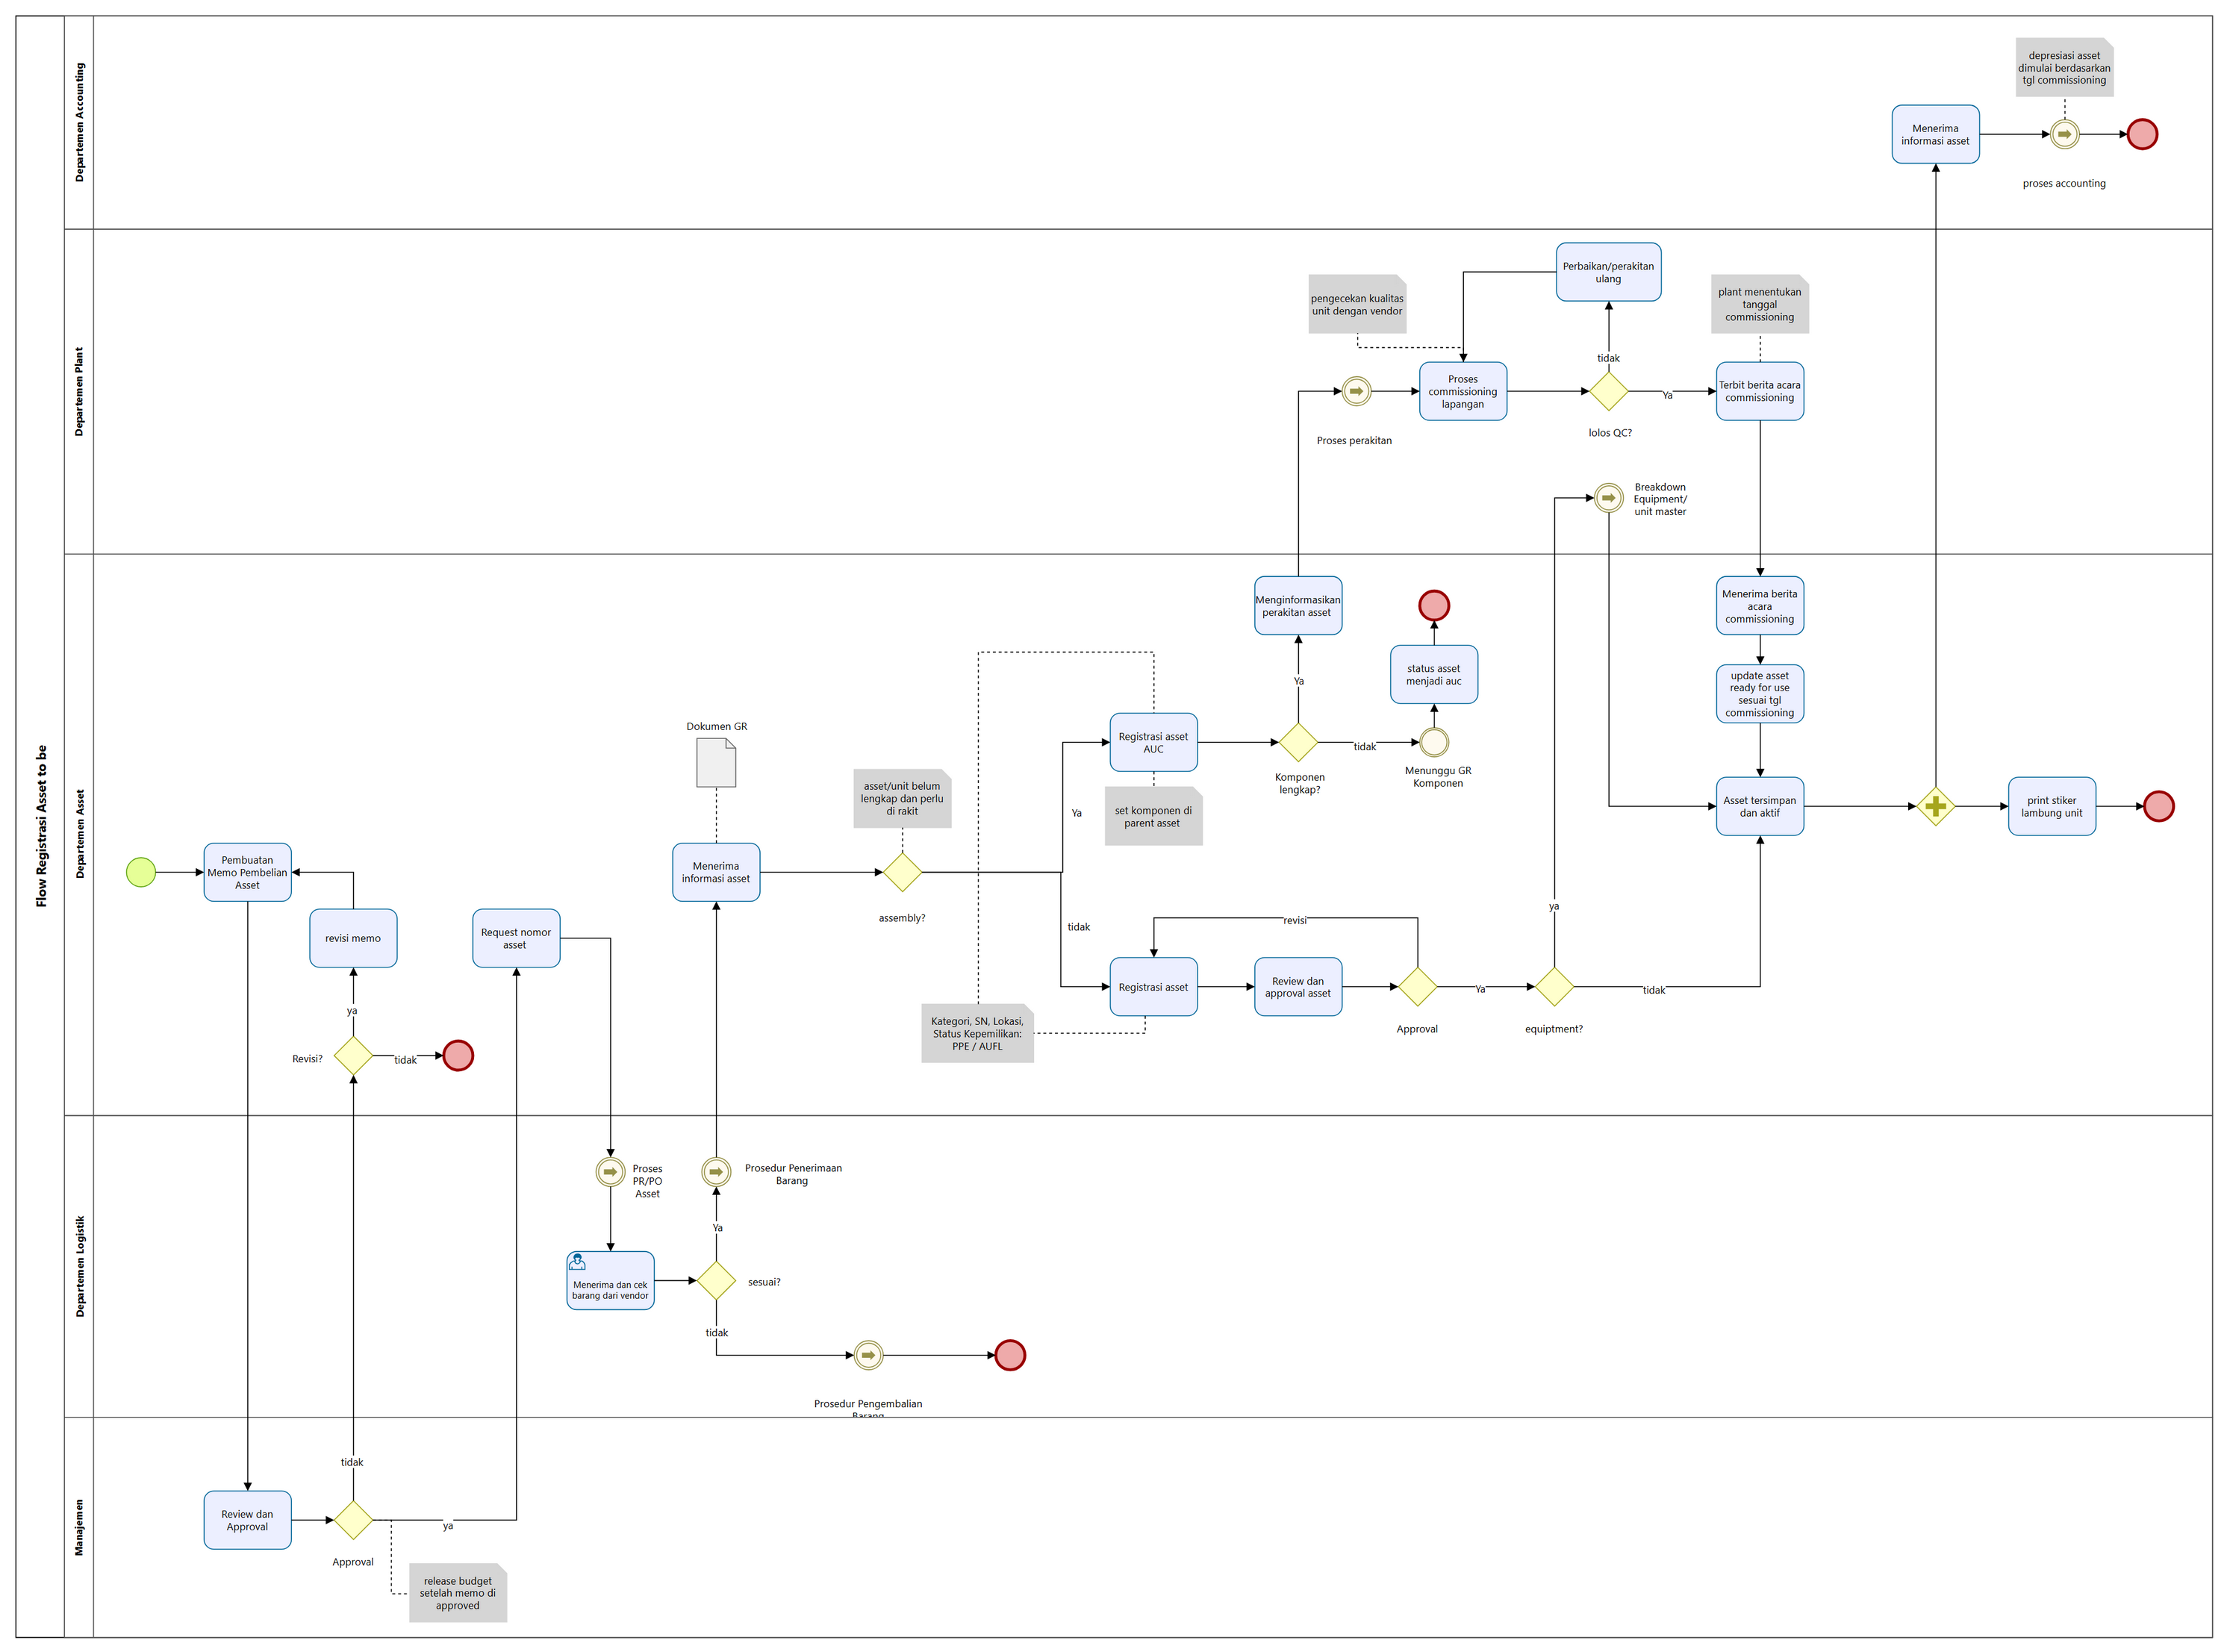 Flow Registrasi Asset to be
Departemen Accounting
depresiasi asset
dimulai berdasarkan
tgl commissioning
Menerima
informasi asset
proses accounting
Departemen Plant
Perbaikan/perakitan
ulang
pengecekan kualitas
unit dengan vendor
plant menentukan
tanggal
commissioning
tidak
Proses
commissioning
lapangan
Terbit berita acara
commissioning
Ya
Proses perakitan
lolos QC?
Breakdown
Equipment/
unit master
Departemen Asset
Menginformasikan
perakitan asset
Menerima berita
acara
commissioning
status asset
menjadi auc
Ya
update asset
ready for use
sesuai tgl
commissioning
Dokumen GR
Registrasi asset
AUC
tidak
Komponen
lengkap?
Menunggu GR
Komponen
asset/unit belum
lengkap dan perlu
di rakit
set komponen di
parent asset
Ya
Asset tersimpan
dan aktif
print stiker
lambung unit
Pembuatan
Memo Pembelian
Asset
Menerima
informasi asset
assembly?
tidak
revisi
ya
revisi memo
Request nomor
asset
Registrasi asset
Review dan
approval asset
Ya
tidak
Approval
equiptment?
Kategori, SN, Lokasi,
Status Kepemilikan:
PPE / AUFL
ya
Revisi?
tidak
Departemen Logistik
Proses
PR/PO
Asset
Prosedur Penerimaan
Barang
Ya
Menerima dan cek
barang dari vendor
sesuai?
tidak
Prosedur Pengembalian
Barang
Manajemen
tidak
Review dan
Approval
ya
Approval
release budget
setelah memo di
approved